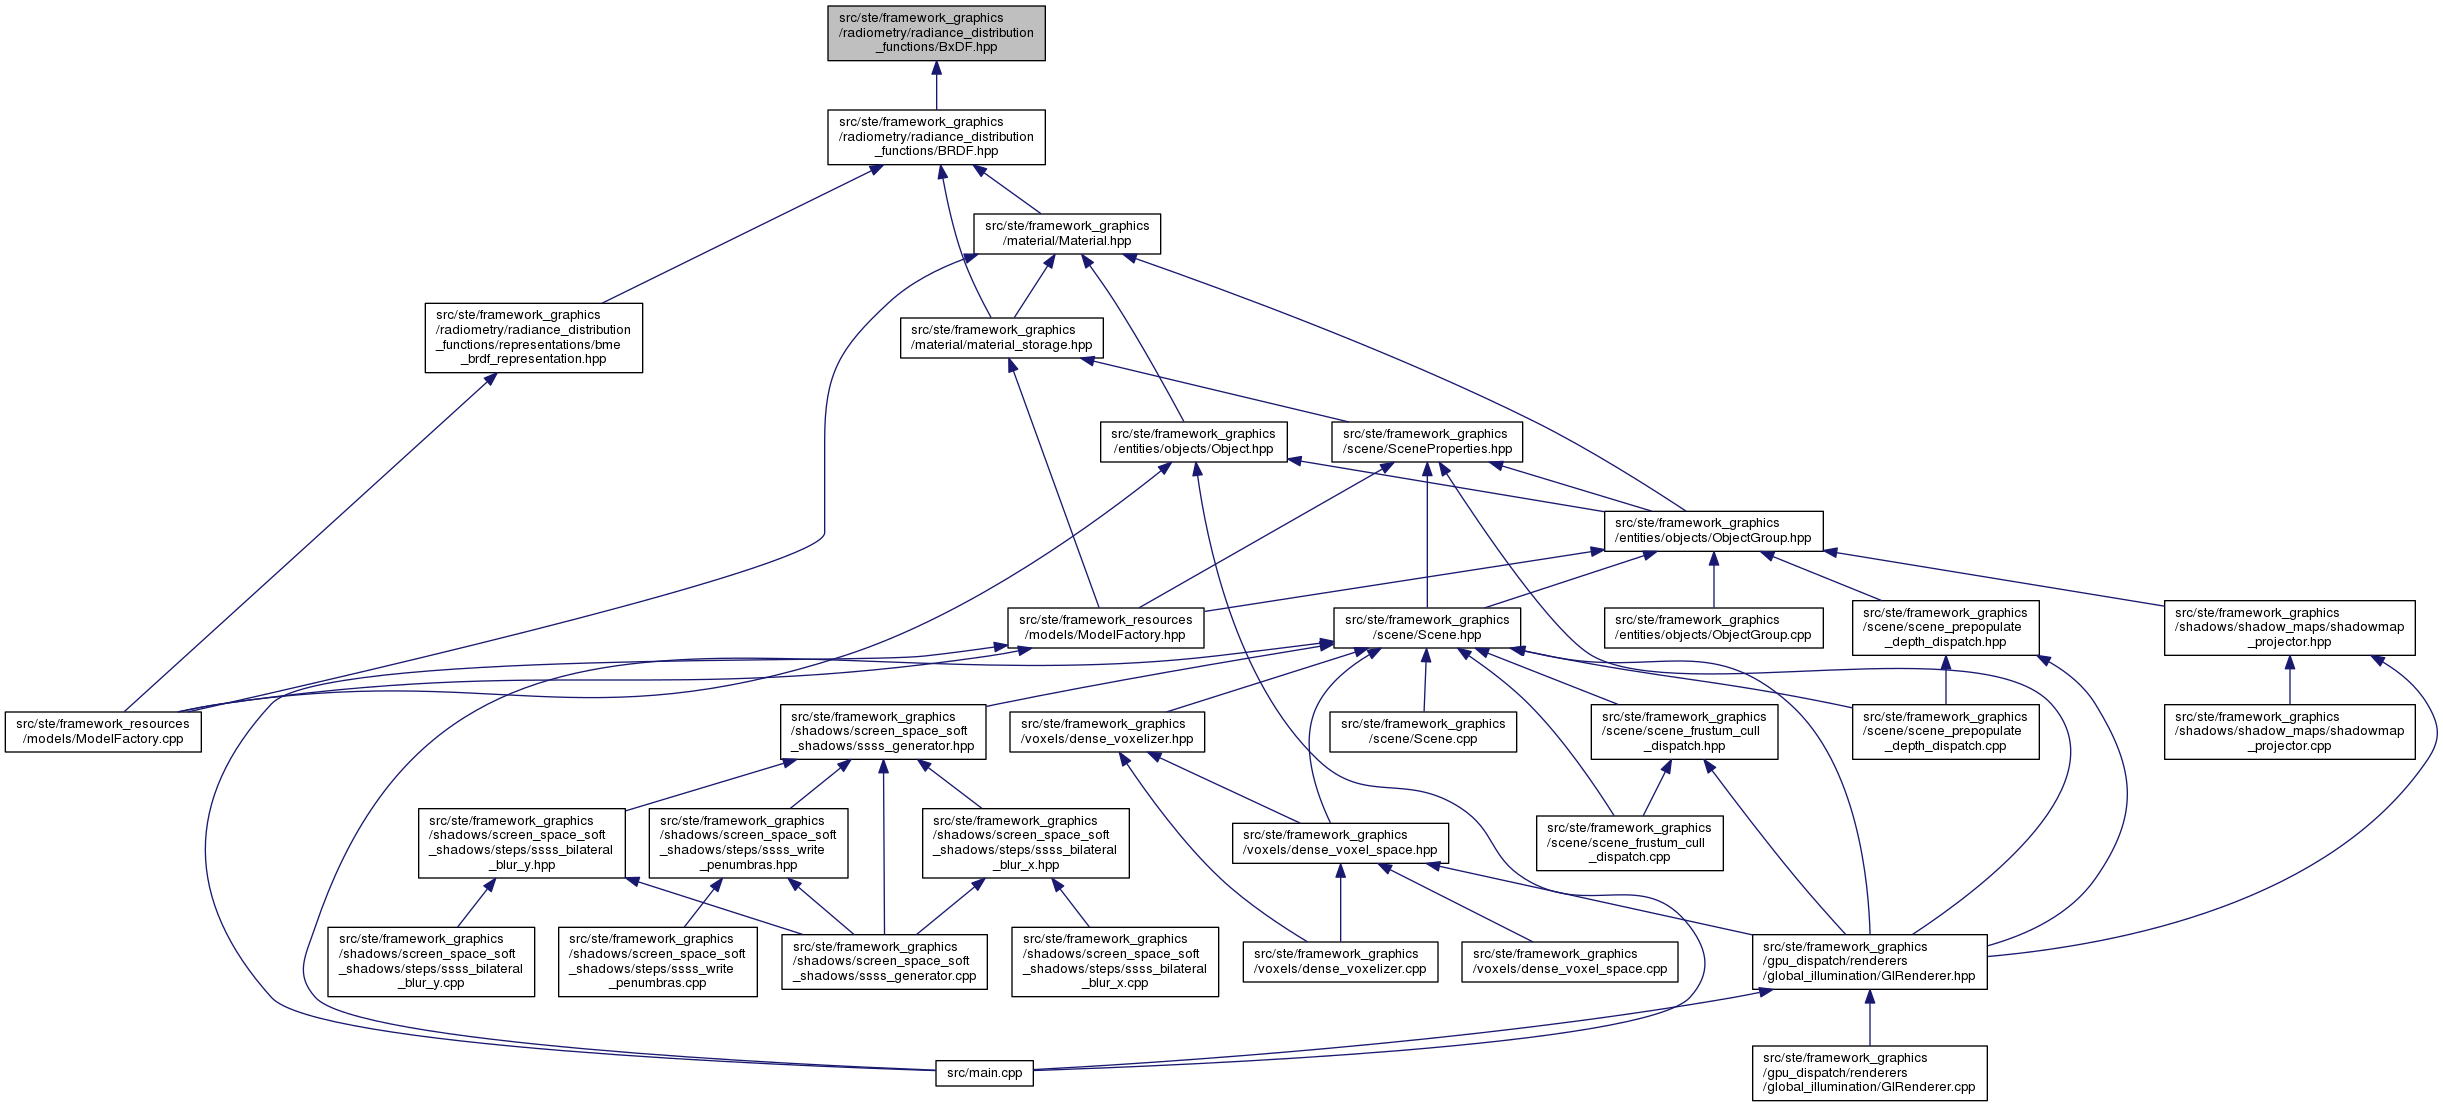 src/ste/framework_graphics
/radiometry/radiance_distribution
_functions/BxDF.hpp
src/ste/framework_graphics
/radiometry/radiance_distribution
_functions/BRDF.hpp
src/ste/framework_graphics
/material/Material.hpp
src/ste/framework_graphics
/radiometry/radiance_distribution
_functions/representations/bme
_brdf_representation.hpp
src/ste/framework_graphics
/material/material_storage.hpp
src/ste/framework_graphics
/entities/objects/Object.hpp
src/ste/framework_graphics
/scene/SceneProperties.hpp
src/ste/framework_graphics
/entities/objects/ObjectGroup.hpp
src/ste/framework_resources
/models/ModelFactory.hpp
src/ste/framework_graphics
/scene/Scene.hpp
src/ste/framework_graphics
/entities/objects/ObjectGroup.cpp
src/ste/framework_graphics
/scene/scene_prepopulate
_depth_dispatch.hpp
src/ste/framework_graphics
/shadows/shadow_maps/shadowmap
_projector.hpp
src/ste/framework_resources
/models/ModelFactory.cpp
src/ste/framework_graphics
/shadows/screen_space_soft
_shadows/ssss_generator.hpp
src/ste/framework_graphics
/voxels/dense_voxelizer.hpp
src/ste/framework_graphics
/scene/Scene.cpp
src/ste/framework_graphics
/scene/scene_frustum_cull
_dispatch.hpp
src/ste/framework_graphics
/scene/scene_prepopulate
_depth_dispatch.cpp
src/ste/framework_graphics
/shadows/shadow_maps/shadowmap
_projector.cpp
src/ste/framework_graphics
/shadows/screen_space_soft
_shadows/steps/ssss_bilateral
_blur_y.hpp
src/ste/framework_graphics
/shadows/screen_space_soft
_shadows/steps/ssss_write
_penumbras.hpp
src/ste/framework_graphics
/shadows/screen_space_soft
_shadows/steps/ssss_bilateral
_blur_x.hpp
src/ste/framework_graphics
/voxels/dense_voxel_space.hpp
src/ste/framework_graphics
/scene/scene_frustum_cull
_dispatch.cpp
src/ste/framework_graphics
/shadows/screen_space_soft
_shadows/steps/ssss_bilateral
_blur_y.cpp
src/ste/framework_graphics
/shadows/screen_space_soft
_shadows/steps/ssss_write
_penumbras.cpp
src/ste/framework_graphics
/shadows/screen_space_soft
_shadows/ssss_generator.cpp
src/ste/framework_graphics
/shadows/screen_space_soft
_shadows/steps/ssss_bilateral
_blur_x.cpp
src/ste/framework_graphics
/voxels/dense_voxelizer.cpp
src/ste/framework_graphics
/voxels/dense_voxel_space.cpp
src/ste/framework_graphics
/gpu_dispatch/renderers
/global_illumination/GIRenderer.hpp
src/main.cpp
src/ste/framework_graphics
/gpu_dispatch/renderers
/global_illumination/GIRenderer.cpp